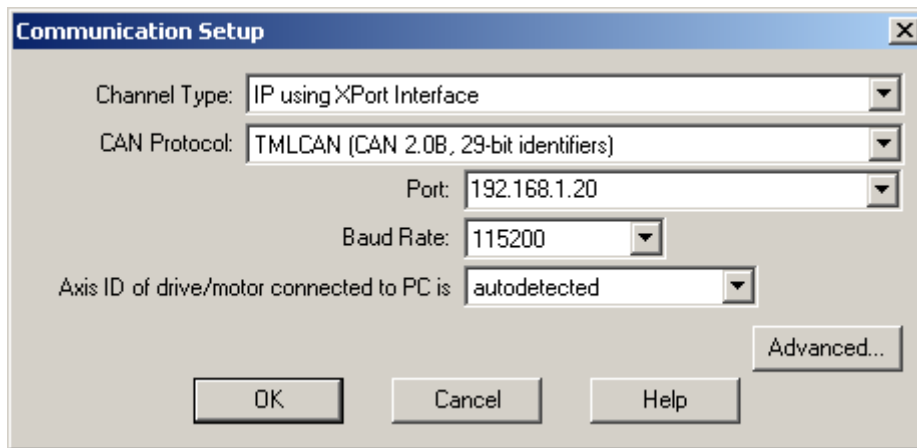 Communication Setup
Channel Type: IP using XPort Interface
CAN Protocol: TMLCAN (CAN 2.0B, 29-bit identifiers)
Port: 192.168.1.20
Baud Rate: 115200
Axis ID of drive/motor connected to PC is autodetected
Advanced...
OK Cancel Help